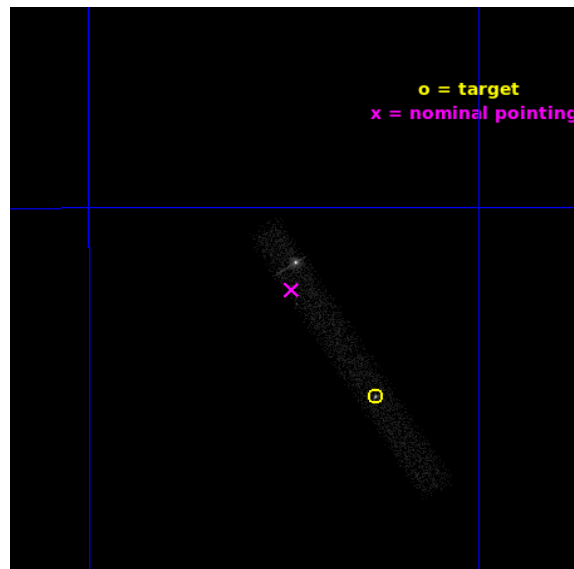 o = target
x = nominal pointing